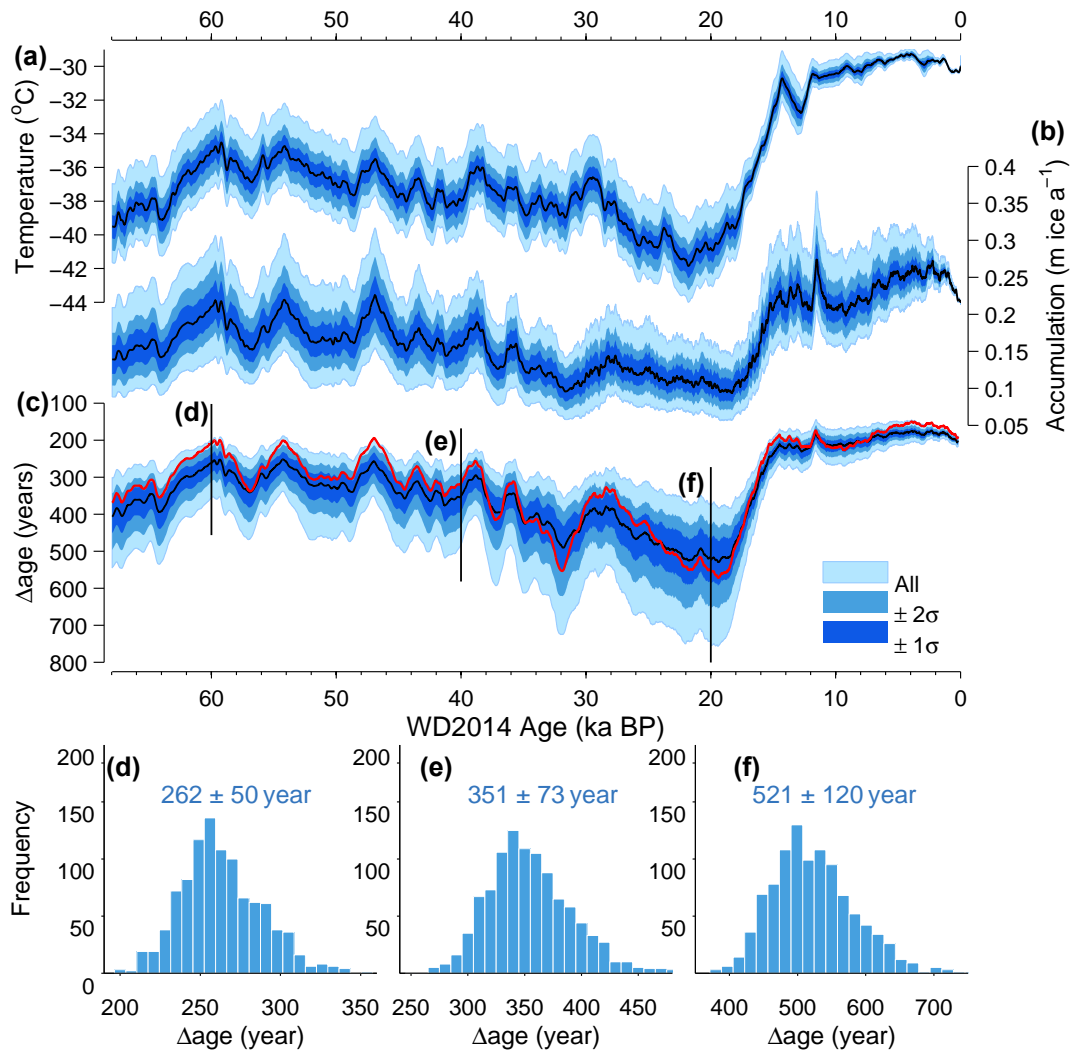 60 50 40 30 20 10 0
(a)
Temperature (°C)
−30
−32
−34
−36
−38
−40
−42
−44
(b)
Accumulation (m ice a⁻¹)
0.4
0.35
0.3
0.25
0.2
0.15
0.1
0.05
(c)
Δage (years)
100
200
300
400
500
600
700
800
(d)
(e)
(f)
All
± 2σ
± 1σ
60 50 40 30 20 10 0
WD2014 Age (ka BP)
(d)
262 ± 50 year
Frequency
200
150
100
50
0
200 250 300 350
Δage (year)
(e)
351 ± 73 year
200
150
100
50
0
250 300 350 400 450
Δage (year)
(f)
521 ± 120 year
200
150
100
50
0
400 500 600 700
Δage (year)